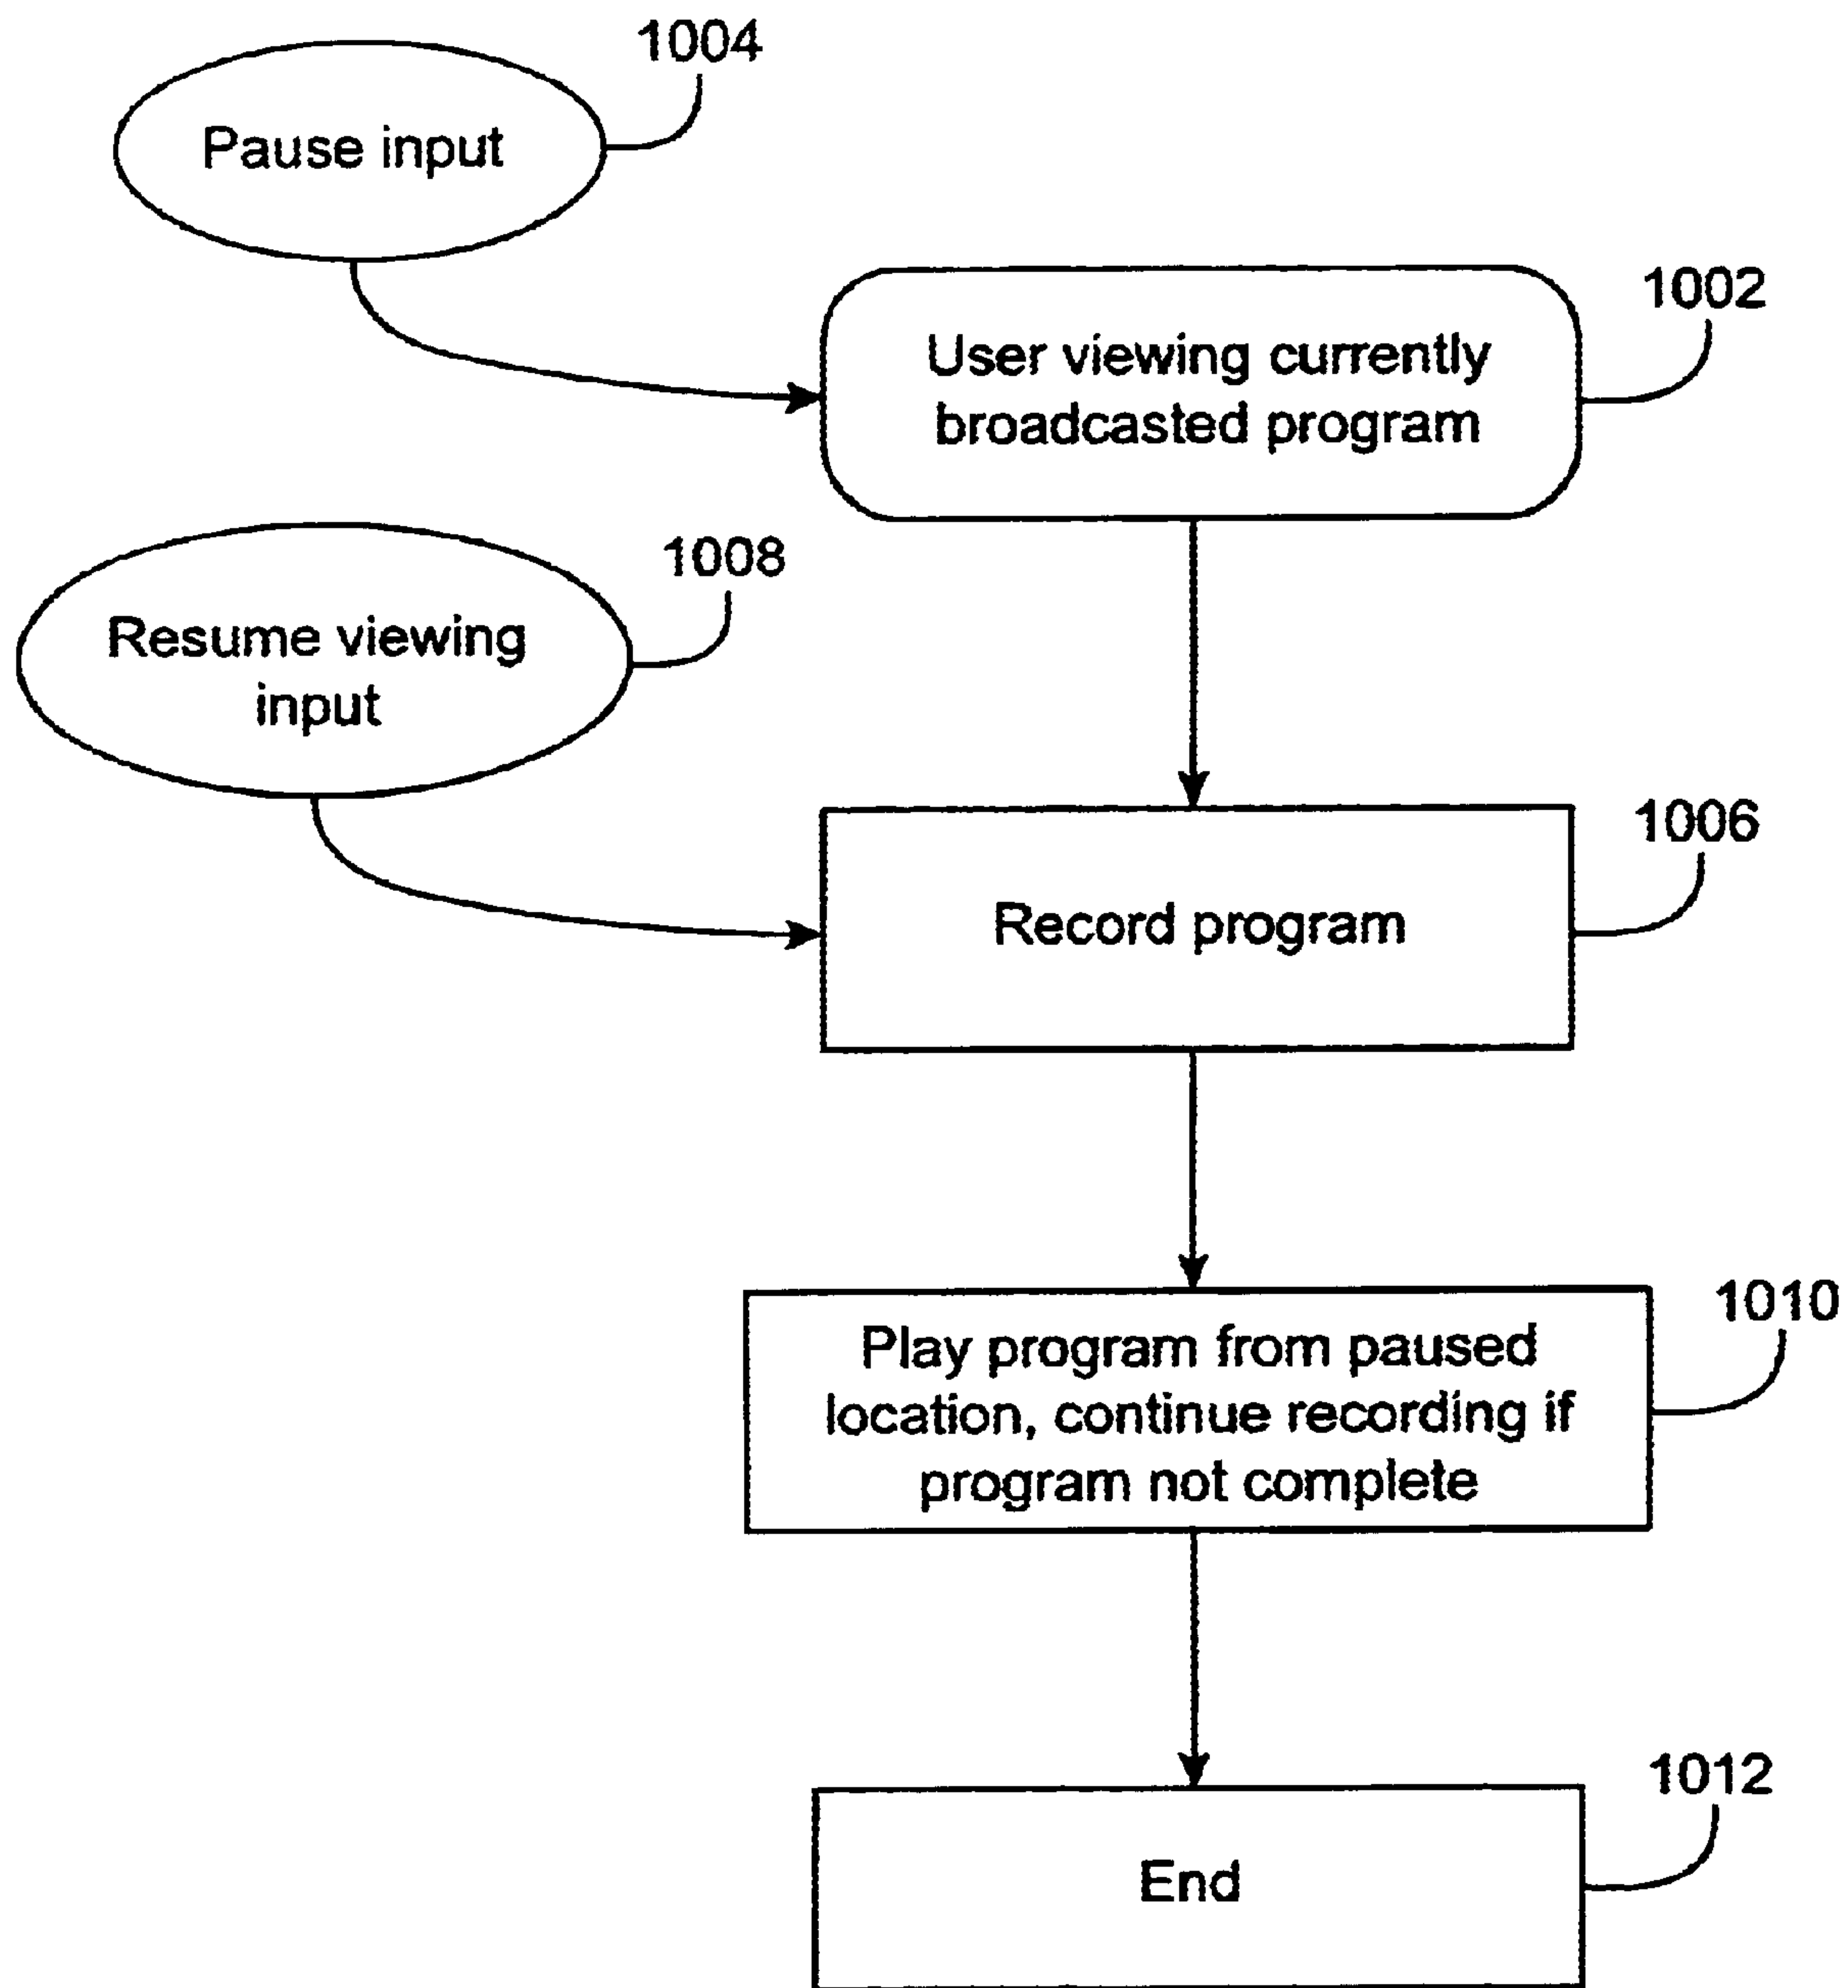 1004
Pause input
1002
User viewing currently
broadcasted program
1008
Resume viewing
input
1006
Record program
1010
Play program from paused
location, continue recording if
program not complete
1012
End